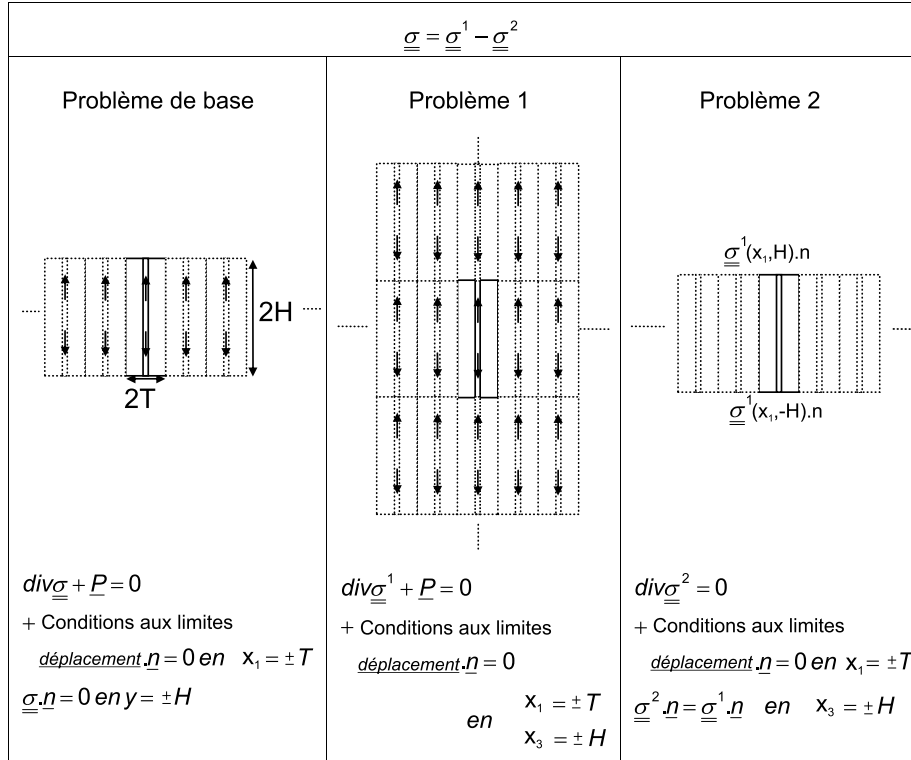 σ = σ¹ − σ²
Problème de base
2H
2T
divσ + P = 0
+ Conditions aux limites
déplacement.n = 0 en x₁ = ± T
σ.n = 0 en y = ± H
Problème 1
divσ¹ + P = 0
+ Conditions aux limites
déplacement.n = 0
en x₁ = ± T
x₃ = ± H
Problème 2
σ¹(x₁,H).n
σ¹(x₁,-H).n
divσ² = 0
+ Conditions aux limites
déplacement.n = 0 en x₁ = ± T
σ².n = σ¹.n en x₃ = ± H